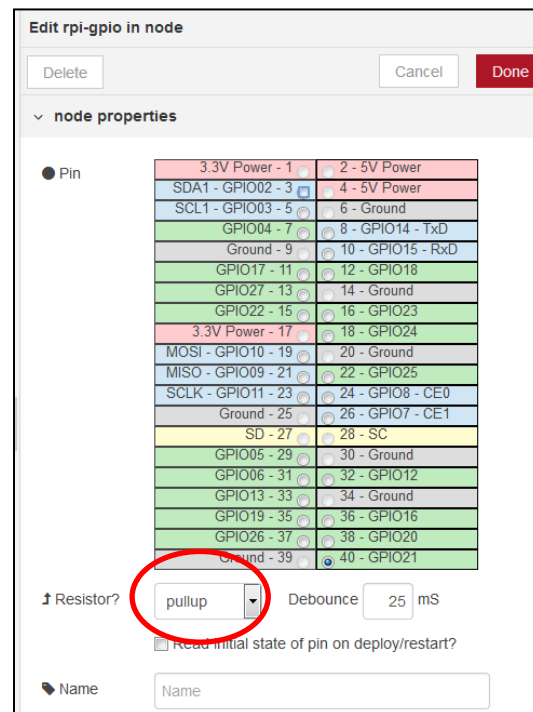 Edit rpi-gpio in node
Delete Cancel Done
node properties
Pin
3.3V Power - 1 2 - 5V Power
SDA1 - GPIO02 - 3 4 - 5V Power
SCL1 - GPIO03 - 5 6 - Ground
GPIO04 - 7 8 - GPIO14 - TxD
Ground - 9 10 - GPIO15 - RxD
GPIO17 - 11 12 - GPIO18
GPIO27 - 13 14 - Ground
GPIO22 - 15 16 - GPIO23
3.3V Power - 17 18 - GPIO24
MOSI - GPIO10 - 19 20 - Ground
MISO - GPIO09 - 21 22 - GPIO25
SCLK - GPIO11 - 23 24 - GPIO8 - CE0
Ground - 25 26 - GPIO7 - CE1
SD - 27 28 - SC
GPIO05 - 29 30 - Ground
GPIO06 - 31 32 - GPIO12
GPIO13 - 33 34 - Ground
GPIO19 - 35 36 - GPIO16
GPIO26 - 37 38 - GPIO20
Ground - 39 40 - GPIO21
Resistor? pullup Debounce 25 mS
Read initial state of pin on deploy/restart?
Name Name